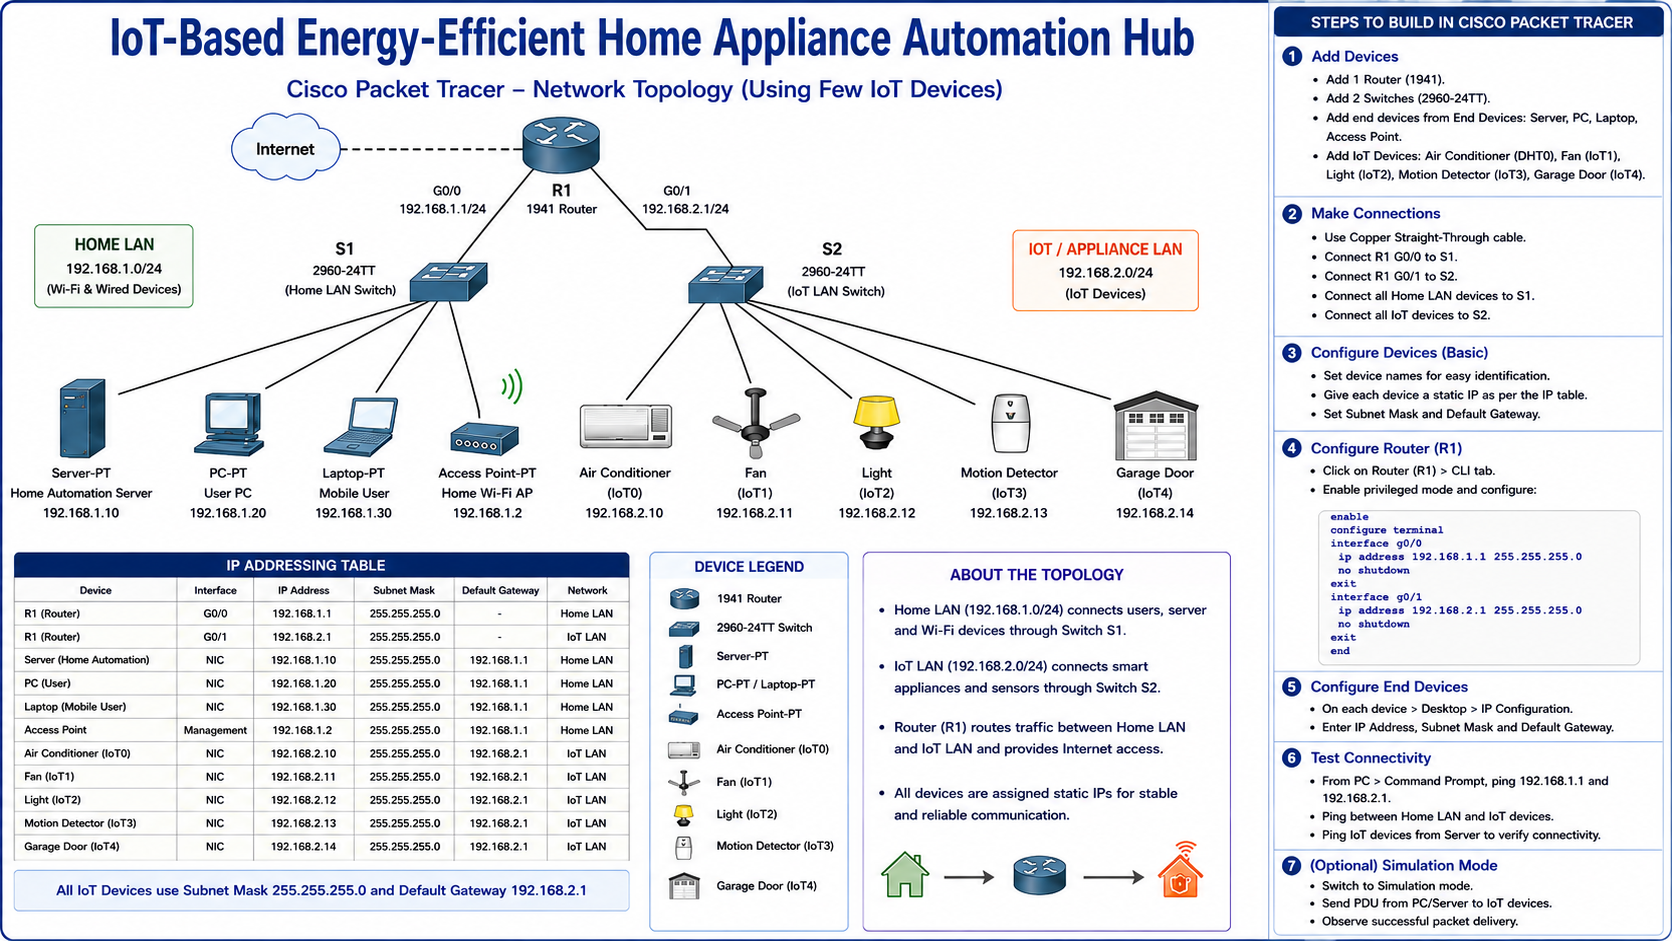 IoT-Based Energy-Efficient Home Appliance Automation Hub
Cisco Packet Tracer – Network Topology (Using Few IoT Devices)
Internet
R1
1941 Router
G0/0
192.168.1.1/24
G0/1
192.168.2.1/24
HOME LAN
192.168.1.0/24
(Wi-Fi & Wired Devices)
S1
2960-24TT
(Home LAN Switch)
S2
2960-24TT
(IoT LAN Switch)
IOT / APPLIANCE LAN
192.168.2.0/24
(IoT Devices)
Server-PT
Home Automation Server
192.168.1.10
PC-PT
User PC
192.168.1.20
Laptop-PT
Mobile User
192.168.1.30
Access Point-PT
Home Wi-Fi AP
192.168.1.2
Air Conditioner
(IoT0)
192.168.2.10
Fan
(IoT1)
192.168.2.11
Light
(IoT2)
192.168.2.12
Motion Detector
(IoT3)
192.168.2.13
Garage Door
(IoT4)
192.168.2.14
IP ADDRESSING TABLE
Device Interface IP Address Subnet Mask Default Gateway Network
R1 (Router) G0/0 192.168.1.1 255.255.255.0 - Home LAN
R1 (Router) G0/1 192.168.2.1 255.255.255.0 - IoT LAN
Server (Home Automation) NIC 192.168.1.10 255.255.255.0 192.168.1.1 Home LAN
PC (User) NIC 192.168.1.20 255.255.255.0 192.168.1.1 Home LAN
Laptop (Mobile User) NIC 192.168.1.30 255.255.255.0 192.168.1.1 Home LAN
Access Point Management 192.168.1.2 255.255.255.0 192.168.1.1 Home LAN
Air Conditioner (IoT0) NIC 192.168.2.10 255.255.255.0 192.168.2.1 IoT LAN
Fan (IoT1) NIC 192.168.2.11 255.255.255.0 192.168.2.1 IoT LAN
Light (IoT2) NIC 192.168.2.12 255.255.255.0 192.168.2.1 IoT LAN
Motion Detector (IoT3) NIC 192.168.2.13 255.255.255.0 192.168.2.1 IoT LAN
Garage Door (IoT4) NIC 192.168.2.14 255.255.255.0 192.168.2.1 IoT LAN
All IoT Devices use Subnet Mask 255.255.255.0 and Default Gateway 192.168.2.1
DEVICE LEGEND
1941 Router
2960-24TT Switch
Server-PT
PC-PT / Laptop-PT
Access Point-PT
Air Conditioner (IoT0)
Fan (IoT1)
Light (IoT2)
Motion Detector (IoT3)
Garage Door (IoT4)
ABOUT THE TOPOLOGY
• Home LAN (192.168.1.0/24) connects users, server
and Wi-Fi devices through Switch S1.
• IoT LAN (192.168.2.0/24) connects smart
appliances and sensors through Switch S2.
• Router (R1) routes traffic between Home LAN
and IoT LAN and provides Internet access.
• All devices are assigned static IPs for stable
and reliable communication.
STEPS TO BUILD IN CISCO PACKET TRACER
1 Add Devices
• Add 1 Router (1941).
• Add 2 Switches (2960-24TT).
• Add end devices from End Devices: Server, PC, Laptop,
Access Point.
• Add IoT Devices: Air Conditioner (DHT0), Fan (IoT1),
Light (IoT2), Motion Detector (IoT3), Garage Door (IoT4).
2 Make Connections
• Use Copper Straight-Through cable.
• Connect R1 G0/0 to S1.
• Connect R1 G0/1 to S2.
• Connect all Home LAN devices to S1.
• Connect all IoT devices to S2.
3 Configure Devices (Basic)
• Set device names for easy identification.
• Give each device a static IP as per the IP table.
• Set Subnet Mask and Default Gateway.
4 Configure Router (R1)
• Click on Router (R1) > CLI tab.
• Enable privileged mode and configure:
enable
configure terminal
interface g0/0
ip address 192.168.1.1 255.255.255.0
no shutdown
exit
interface g0/1
ip address 192.168.2.1 255.255.255.0
no shutdown
exit
end
5 Configure End Devices
• On each device > Desktop > IP Configuration.
• Enter IP Address, Subnet Mask and Default Gateway.
6 Test Connectivity
• From PC > Command Prompt, ping 192.168.1.1 and
192.168.2.1.
• Ping between Home LAN and IoT devices.
• Ping IoT devices from Server to verify connectivity.
7 (Optional) Simulation Mode
• Switch to Simulation mode.
• Send PDU from PC/Server to IoT devices.
• Observe successful packet delivery.